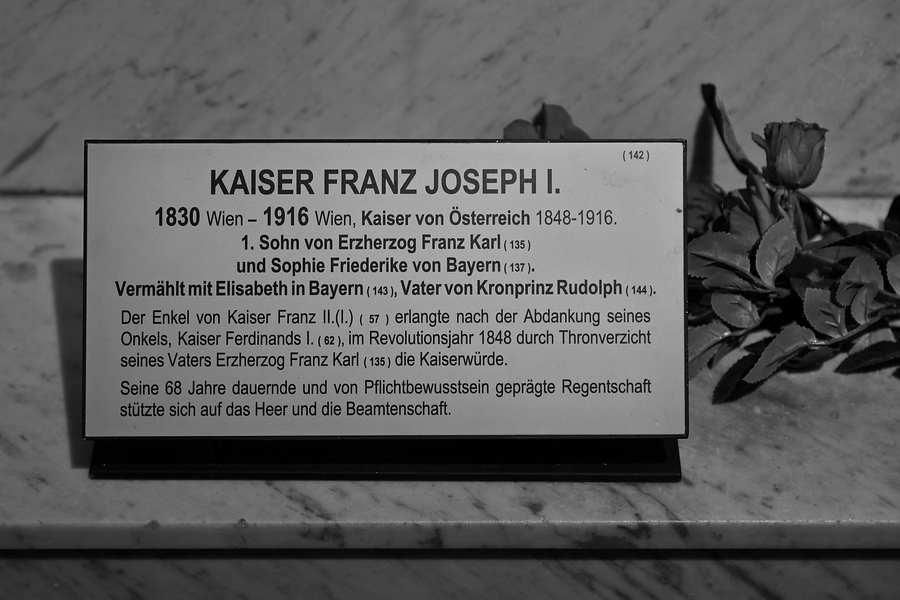 ( 142 )
KAISER FRANZ JOSEPH I.
1830 Wien – 1916 Wien, Kaiser von Österreich 1848-1916.
1. Sohn von Erzherzog Franz Karl ( 135 )
und Sophie Friederike von Bayern ( 137 ).
Vermählt mit Elisabeth in Bayern ( 143 ), Vater von Kronprinz Rudolph ( 144 ).
Der Enkel von Kaiser Franz II.(I.) ( 57 ) erlangte nach der Abdankung seines
Onkels, Kaiser Ferdinands I. ( 62 ), im Revolutionsjahr 1848 durch Thronverzicht
seines Vaters Erzherzog Franz Karl ( 135 ) die Kaiserwürde.
Seine 68 Jahre dauernde und von Pflichtbewusstsein geprägte Regentschaft
stützte sich auf das Heer und die Beamtenschaft.